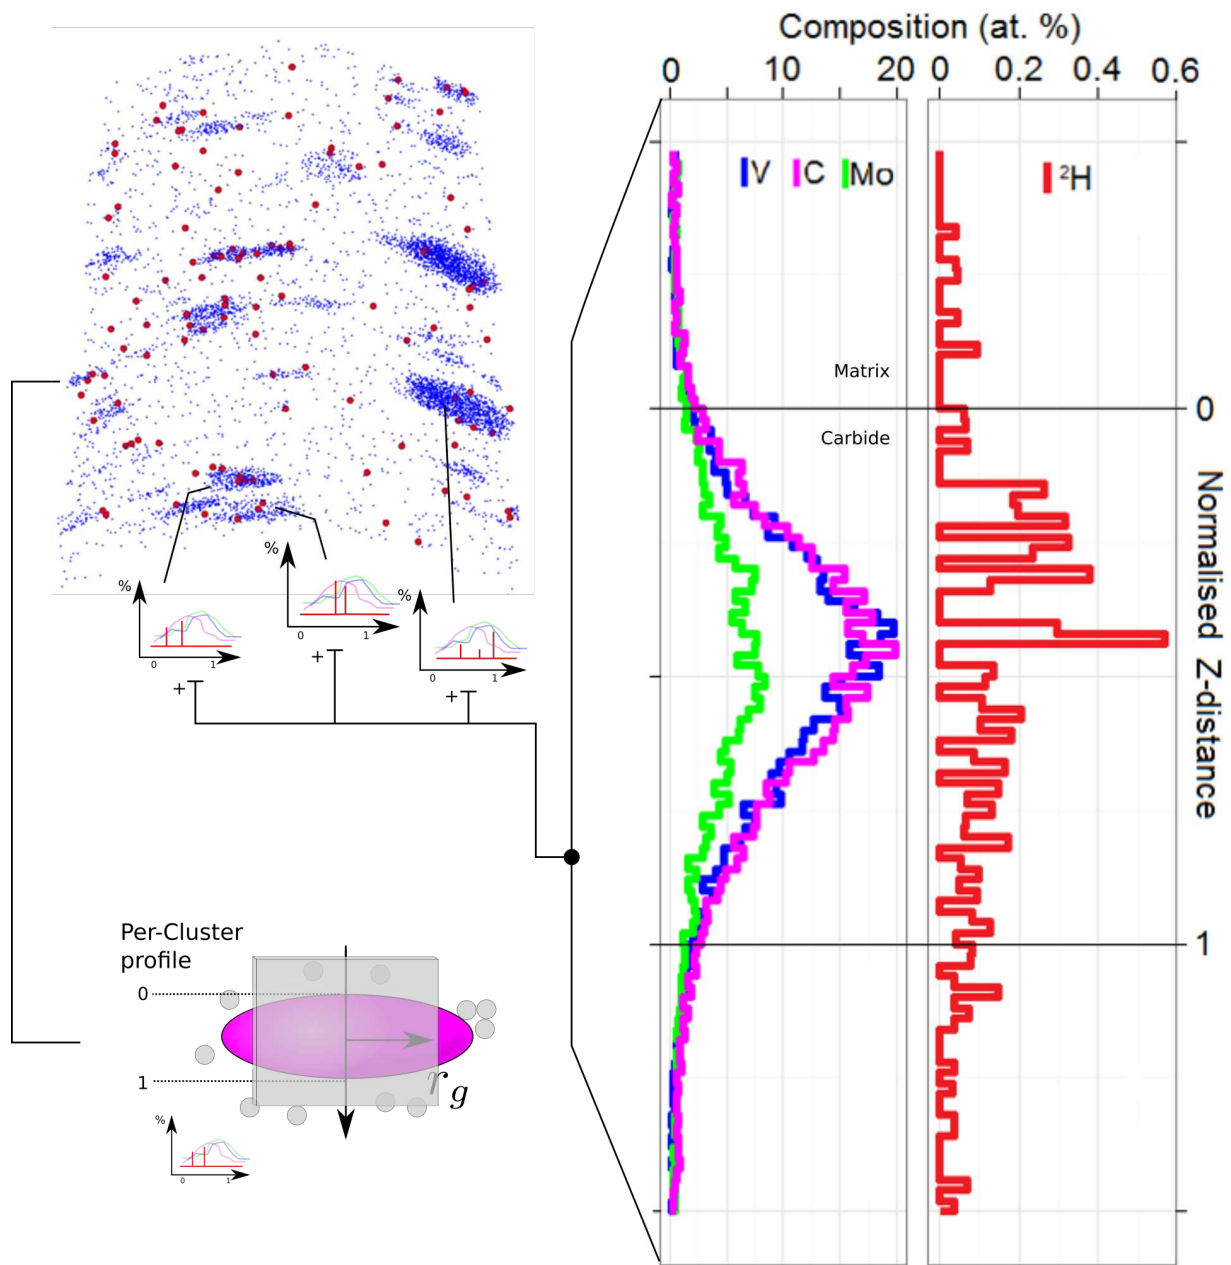 Composition (at. %)
0 10 20 0 0.2 0.4 0.6
V C Mo ²H
Matrix
0
Carbide
Normalised Z-distance
1
%
0 1
+
%
0 1
+
%
0 1
+
Per-Cluster
profile
0
1
r g
%
0 1